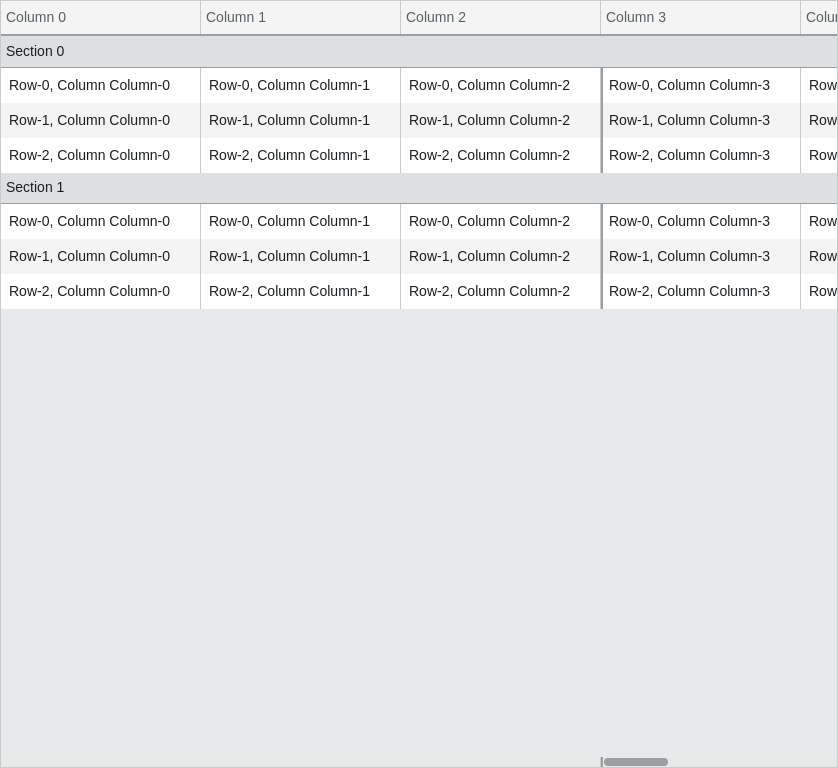 Column 0 Column 1 Column 2 Column 3 Colu
Section 0
Row-0, Column Column-0 Row-0, Column Column-1 Row-0, Column Column-2 Row-0, Column Column-3 Row
Row-1, Column Column-0 Row-1, Column Column-1 Row-1, Column Column-2 Row-1, Column Column-3 Row
Row-2, Column Column-0 Row-2, Column Column-1 Row-2, Column Column-2 Row-2, Column Column-3 Row
Section 1
Row-0, Column Column-0 Row-0, Column Column-1 Row-0, Column Column-2 Row-0, Column Column-3 Row
Row-1, Column Column-0 Row-1, Column Column-1 Row-1, Column Column-2 Row-1, Column Column-3 Row
Row-2, Column Column-0 Row-2, Column Column-1 Row-2, Column Column-2 Row-2, Column Column-3 Row